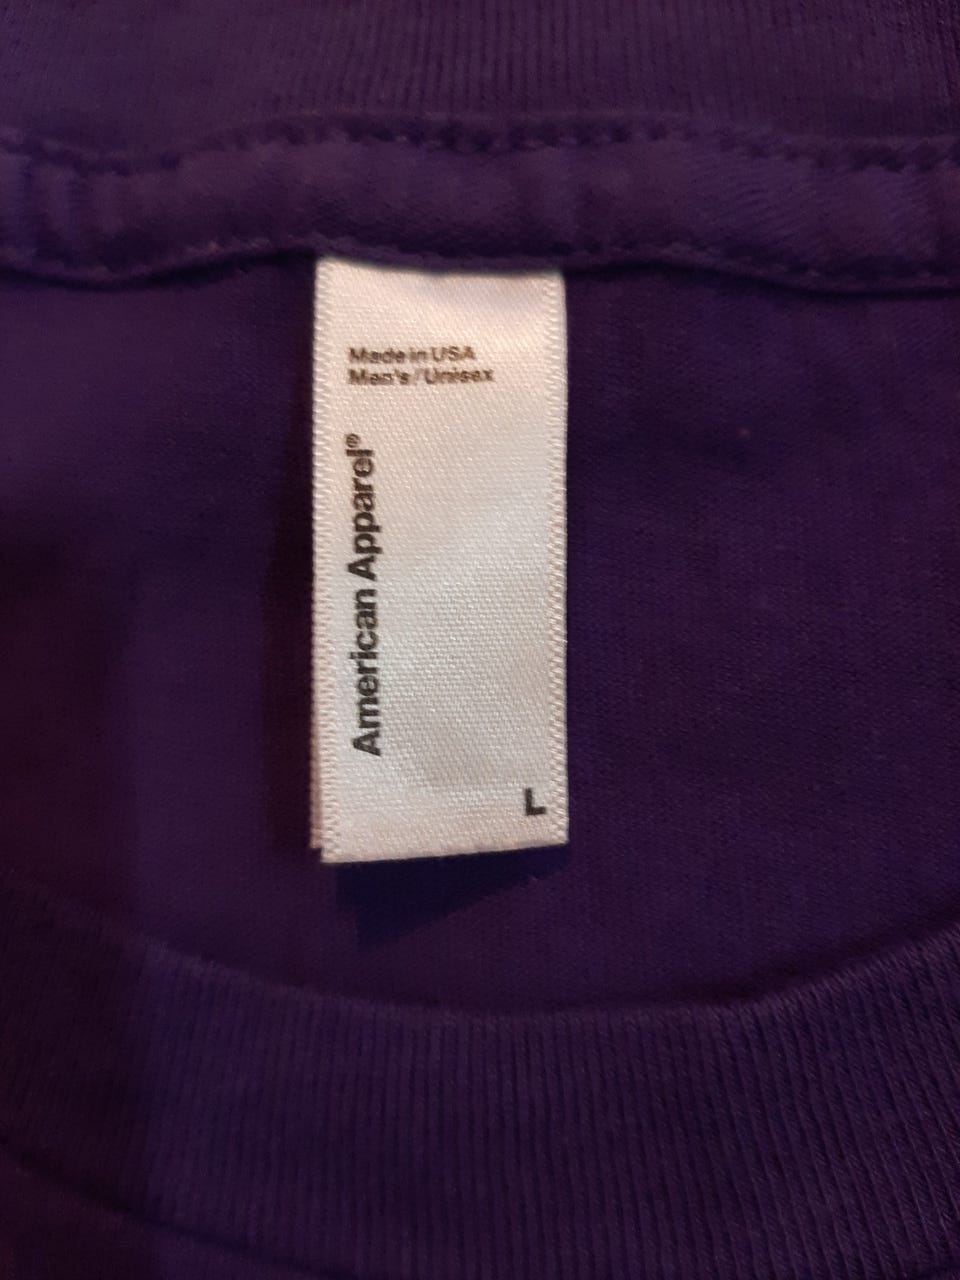 Made in USA
Men's / Unisex
American Apparel®
L